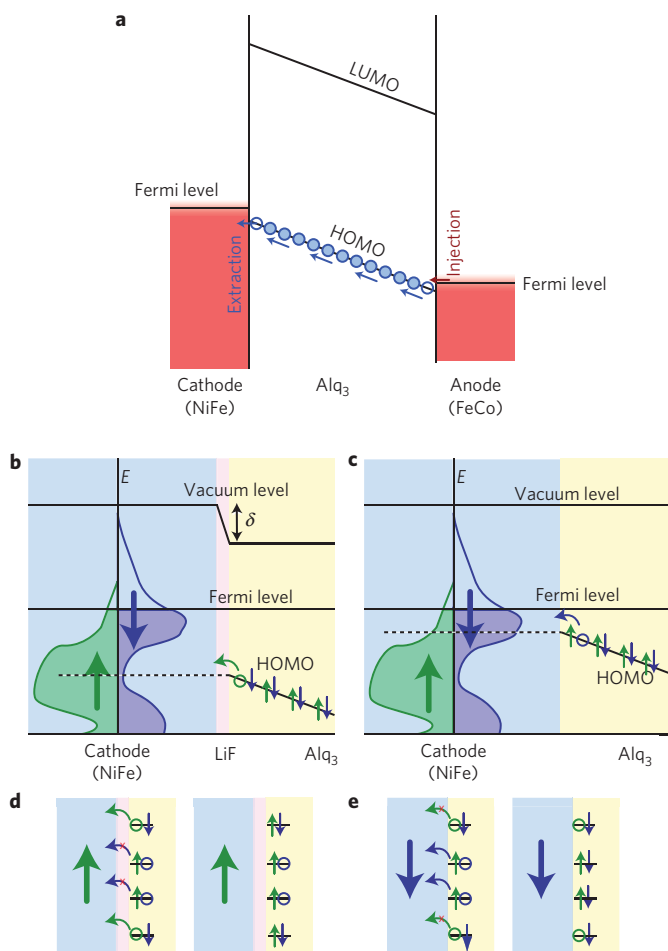 a
LUMO
Fermi level
HOMO
Extraction
Injection
Fermi level
Cathode
(NiFe)
Alq3
Anode
(FeCo)
b
E
Vacuum level
δ
Fermi level
HOMO
Cathode
(NiFe)
LiF
Alq3
c
E
Vacuum level
Fermi level
HOMO
Cathode
(NiFe)
Alq3
d
e